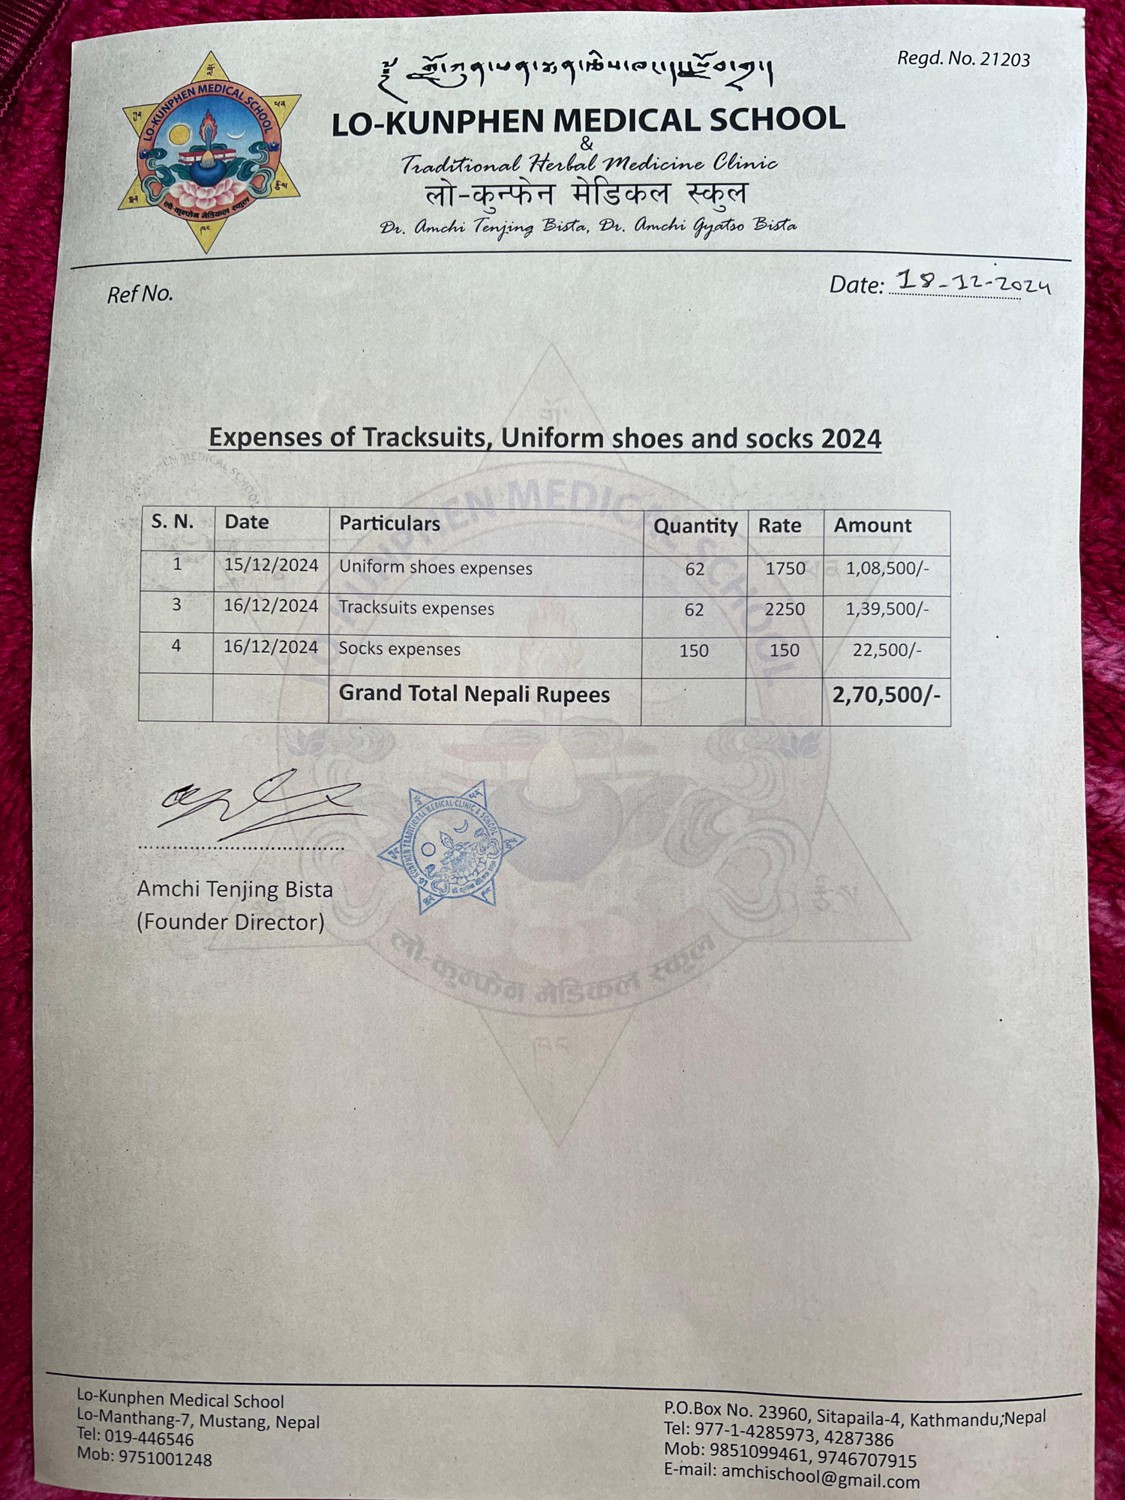 Regd. No. 21203
LO-KUNPHEN MEDICAL SCHOOL
लो-कुन्फेन मेडिकल स्कुल
LO-KUNPHEN MEDICAL SCHOOL
&
Traditional Herbal Medicine Clinic
लो-कुन्फेन मेडिकल स्कुल
Dr. Amchi Tenjing Bista, Dr. Amchi Gyatso Bista
Ref No.
Date: 18-12-2024
Expenses of Tracksuits, Uniform shoes and socks 2024
S. N. Date Particulars Quantity Rate Amount
1 15/12/2024 Uniform shoes expenses 62 1750 1,08,500/-
3 16/12/2024 Tracksuits expenses 62 2250 1,39,500/-
4 16/12/2024 Socks expenses 150 150 22,500/-
Grand Total Nepali Rupees 2,70,500/-
Amchi Tenjing Bista
(Founder Director)
लो-कुन्फेन मेडिकल स्कुल
Lo-Kunphen Medical School
Lo-Manthang-7, Mustang, Nepal
Tel: 019-446546
Mob: 9751001248
P.O.Box No. 23960, Sitapaila-4, Kathmandu;Nepal
Tel: 977-1-4285973, 4287386
Mob: 9851099461, 9746707915
E-mail: amchischool@gmail.com